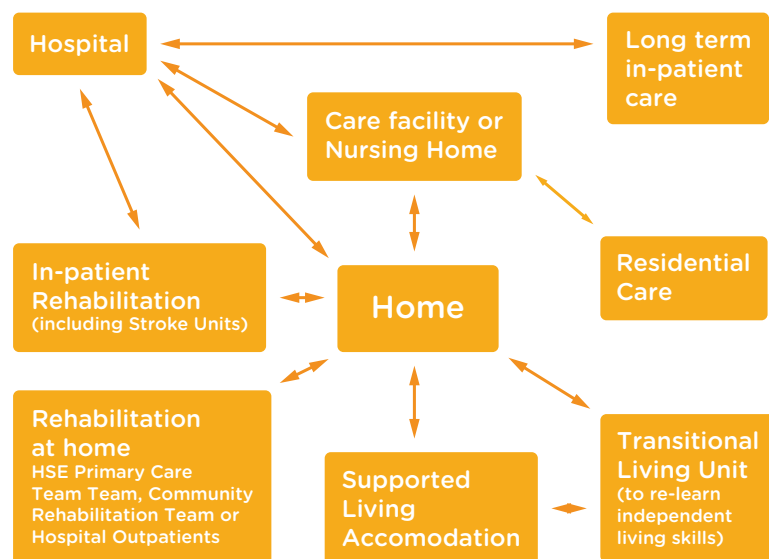 Hospital
Long term
in-patient
care
Care facility or
Nursing Home
In-patient
Rehabilitation
(including Stroke Units)
Home
Residential
Care
Rehabilitation
at home
HSE Primary Care
Team Team, Community
Rehabilitation Team or
Hospital Outpatients
Supported
Living
Accomodation
Transitional
Living Unit
(to re-learn
independent
living skills)